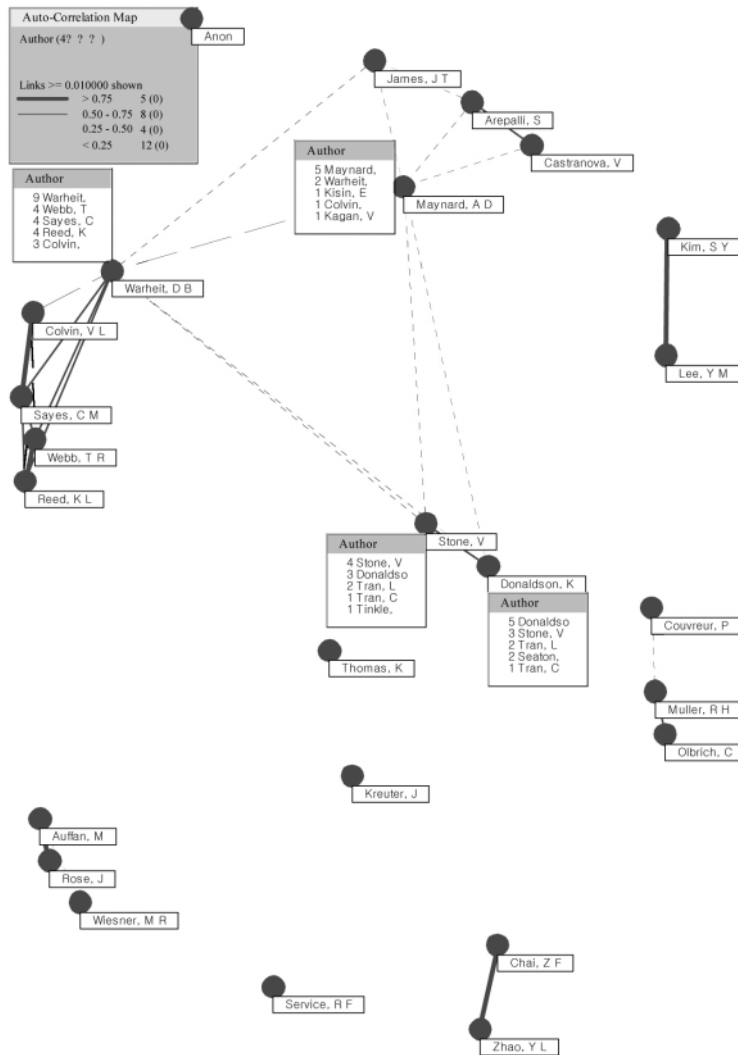 Auto-Correlation Map
Author (4? ? ? )
Links >= 0.010000 shown
> 0.75 5 (0)
0.50 - 0.75 8 (0)
0.25 - 0.50 4 (0)
< 0.25 12 (0)
Anon
James, J T
Arepalli, S
Castranova, V
Author
5 Maynard,
2 Warheit,
1 Kisin, E
1 Colvin,
1 Kagan, V
Maynard, A D
Author
9 Warheit,
4 Webb, T
4 Sayes, C
4 Reed, K
3 Colvin,
Warheit, D B
Kim, S Y
Lee, Y M
Colvin, V L
Sayes, C M
Webb, T R
Reed, K L
Stone, V
Author
4 Stone, V
3 Donaldso
2 Tran, L
1 Tran, C
1 Tinkle,
Donaldson, K
Author
5 Donaldso
3 Stone, V
2 Tran, L
2 Seaton,
1 Tran, C
Couvreur, P
Thomas, K
Muller, R H
Olbrich, C
Kreuter, J
Auffan, M
Rose, J
Wiesner, M R
Chai, Z F
Service, R F
Zhao, Y L